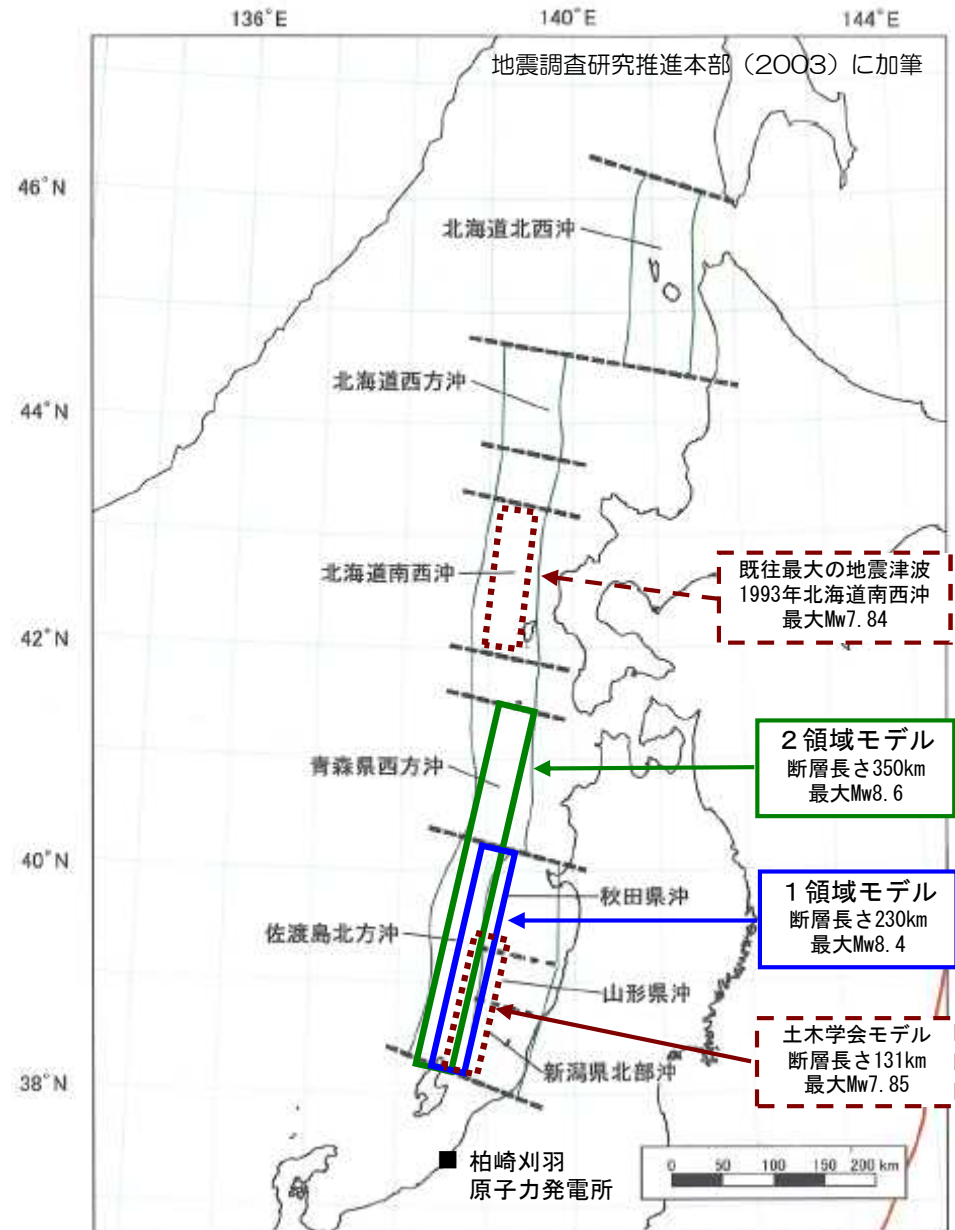 136°E
140°E
144°E
地震調査研究推進本部（2003）に加筆
46°N
北海道北西沖
北海道西方沖
44°N
北海道南西沖
既往最大の地震津波
1993年北海道南西沖
最大Mw7.84
42°N
２領域モデル
断層長さ350km
最大Mw8.6
青森県西方沖
40°N
１領域モデル
断層長さ230km
最大Mw8.4
秋田県沖
佐渡島北方沖
山形県沖
土木学会モデル
断層長さ131km
最大Mw7.85
新潟県北部沖
38°N
■ 柏崎刈羽
原子力発電所
0 50 100 150 200 km